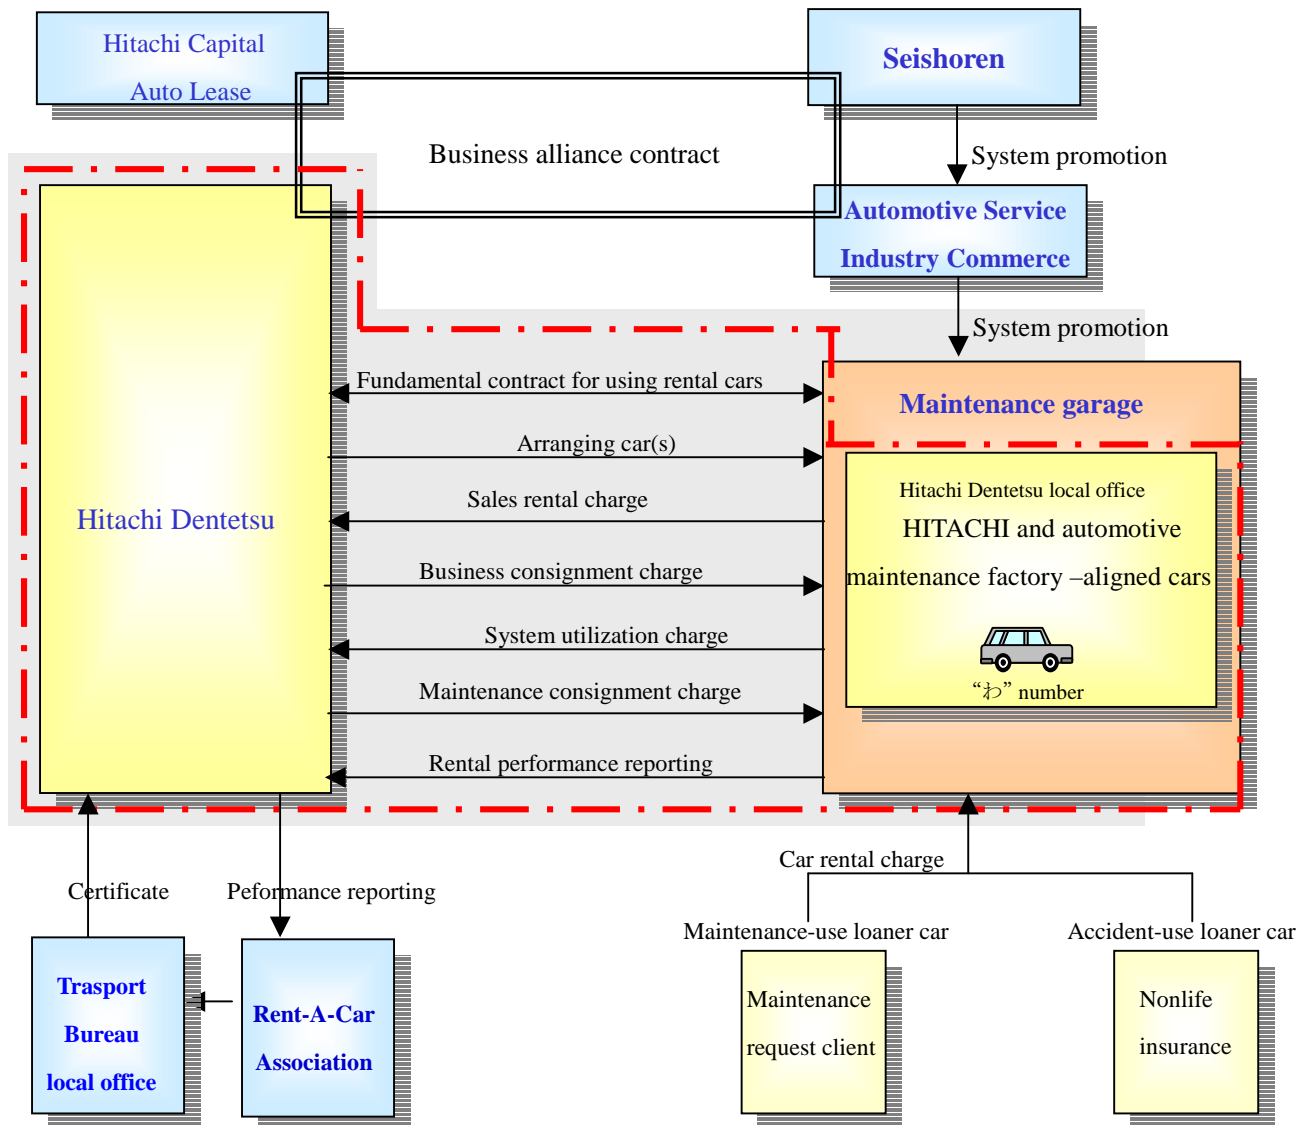 Hitachi Capital
Auto Lease
Seishoren
Business alliance contract
System promotion
Automotive Service
Industry Commerce
System promotion
Fundamental contract for using rental cars
Maintenance garage
Arranging car(s)
Sales rental charge
Hitachi Dentetsu
Hitachi Dentetsu local office
HITACHI and automotive
maintenance factory –aligned cars
Business consignment charge
System utilization charge
Maintenance consignment charge
“わ” number
Rental performance reporting
Car rental charge
Certificate
Peformance reporting
Maintenance-use loaner car
Accident-use loaner car
Trasport
Bureau
local office
Rent-A-Car
Association
Maintenance
request client
Nonlife
insurance